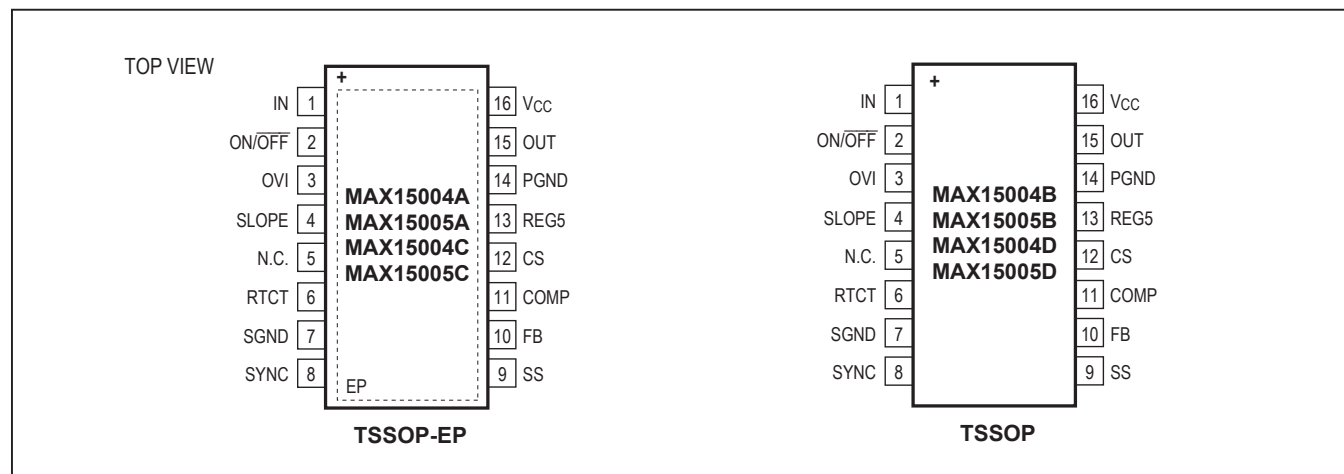 TOP VIEW
+
IN 1
ON/OFF 2
OVI 3
SLOPE 4
N.C. 5
RTCT 6
SGND 7
SYNC 8
16 VCC
15 OUT
14 PGND
13 REG5
12 CS
11 COMP
10 FB
9 SS
MAX15004A
MAX15005A
MAX15004C
MAX15005C
EP
TSSOP-EP
+
IN 1
ON/OFF 2
OVI 3
SLOPE 4
N.C. 5
RTCT 6
SGND 7
SYNC 8
16 VCC
15 OUT
14 PGND
13 REG5
12 CS
11 COMP
10 FB
9 SS
MAX15004B
MAX15005B
MAX15004D
MAX15005D
TSSOP